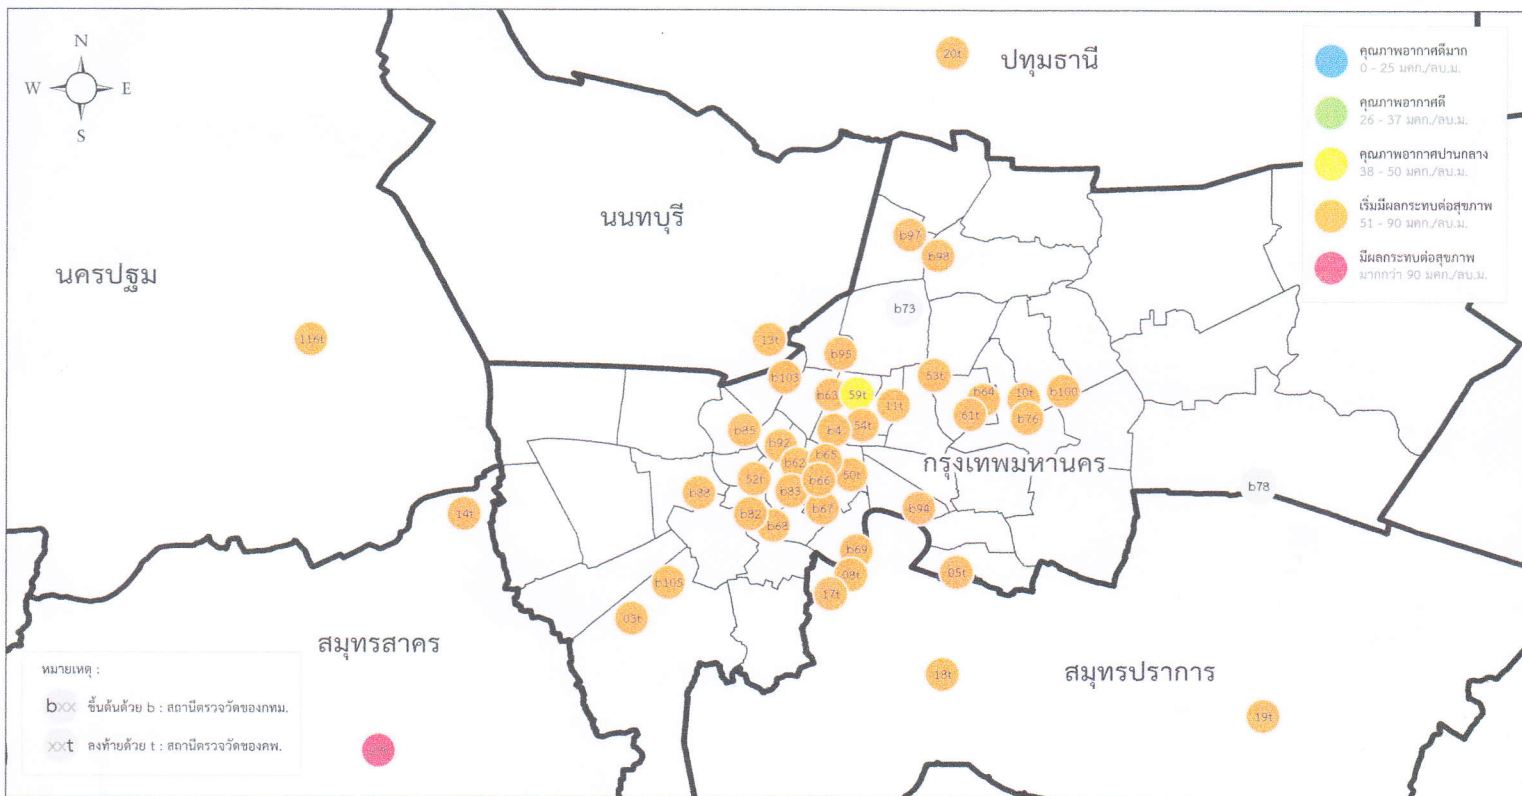 N
W E
S
ปทุมธานี
นนทบุรี
นครปฐม
กรุงเทพมหานคร
สมุทรสาคร
สมุทรปราการ
คุณภาพอากาศดีมาก
0 - 25 มคก./ลบ.ม.
คุณภาพอากาศดี
26 - 37 มคก./ลบ.ม.
คุณภาพอากาศปานกลาง
38 - 50 มคก./ลบ.ม.
เริ่มมีผลกระทบต่อสุขภาพ
51 - 90 มคก./ลบ.ม.
มีผลกระทบต่อสุขภาพ
มากกว่า 90 มคก./ลบ.ม.
20t
b97
b98
b73
116t
13t
b95
b103
53t
b63
59t
11t
b64
61t
10t
b100
b76
b85
b4
54t
b92
b62
b65
52t
b83
b66
50t
b88
b78
14t
b82
b68
b67
b94
b69
08t
17t
05t
b105
03t
18t
19t
หมายเหตุ :
bxx ขึ้นต้นด้วย b : สถานีตรวจวัดของกทม.
xxt ลงท้ายด้วย t : สถานีตรวจวัดของคพ.